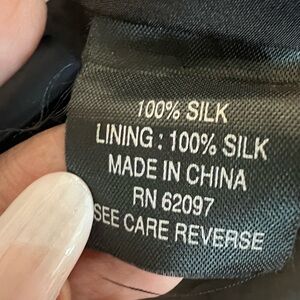 100% SILK
LINING : 100% SILK
MADE IN CHINA
RN 62097
SEE CARE REVERSE